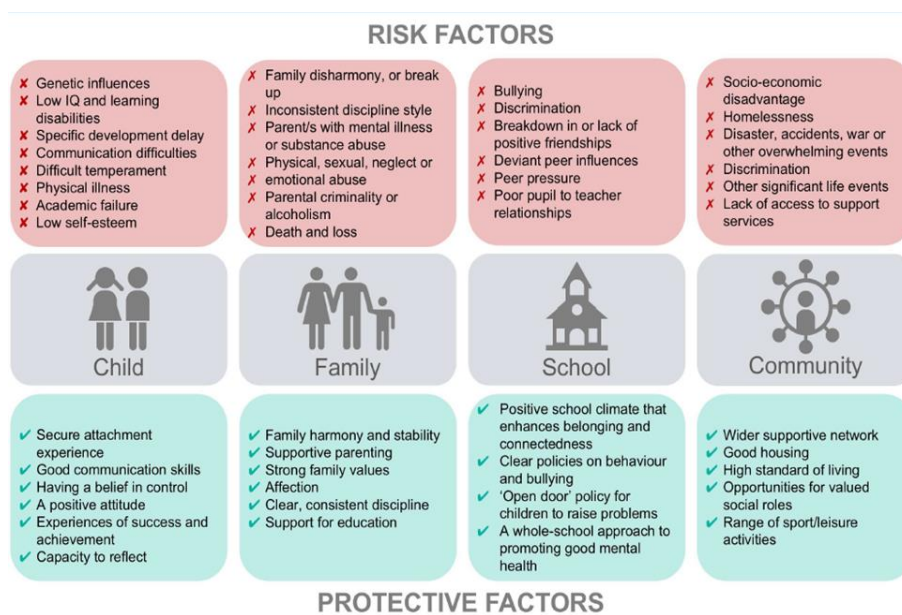 RISK FACTORS
✘ Genetic influences
✘ Low IQ and learning
disabilities
✘ Specific development delay
✘ Communication difficulties
✘ Difficult temperament
✘ Physical illness
✘ Academic failure
✘ Low self-esteem
✗ Family disharmony, or break
up
✗ Inconsistent discipline style
✗ Parent/s with mental illness
or substance abuse
✗ Physical, sexual, neglect or
✗ emotional abuse
✗ Parental criminality or
alcoholism
✗ Death and loss
✗ Bullying
✗ Discrimination
✗ Breakdown in or lack of
positive friendships
✗ Deviant peer influences
✗ Peer pressure
✗ Poor pupil to teacher
relationships
✗ Socio-economic
disadvantage
✗ Homelessness
✗ Disaster, accidents, war or
other overwhelming events
✗ Discrimination
✗ Other significant life events
✗ Lack of access to support
services
Child
Family
School
Community
✔ Secure attachment
experience
✔ Good communication skills
✔ Having a belief in control
✔ A positive attitude
✔ Experiences of success and
achievement
✔ Capacity to reflect
✔ Family harmony and stability
✔ Supportive parenting
✔ Strong family values
✔ Affection
✔ Clear, consistent discipline
✔ Support for education
✔ Positive school climate that
enhances belonging and
connectedness
✔ Clear policies on behaviour
and bullying
✔ ‘Open door’ policy for
children to raise problems
✔ A whole-school approach to
promoting good mental
health
✔ Wider supportive network
✔ Good housing
✔ High standard of living
✔ Opportunities for valued
social roles
✔ Range of sport/leisure
activities
PROTECTIVE FACTORS